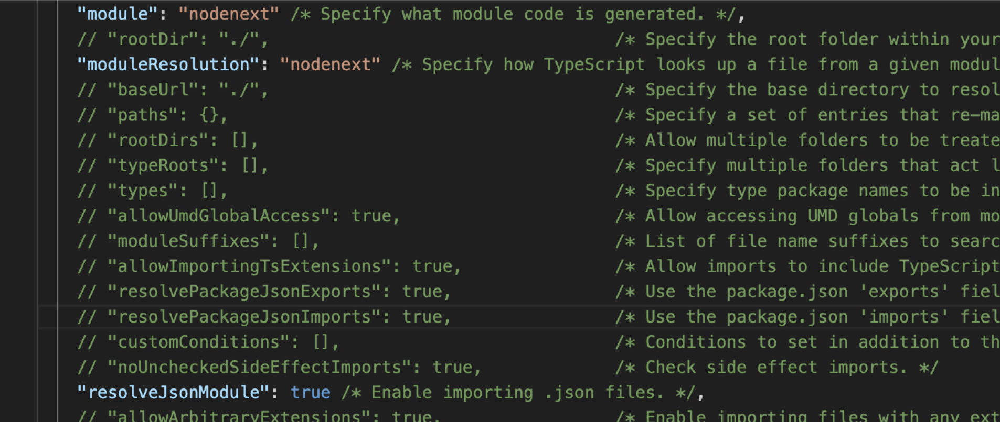 "module": "nodenext" /* Specify what module code is generated. */,
// "rootDir": "./", /* Specify the root folder within your
"moduleResolution": "nodenext" /* Specify how TypeScript looks up a file from a given modul
// "baseUrl": "./", /* Specify the base directory to resol
// "paths": {}, /* Specify a set of entries that re-ma
// "rootDirs": [], /* Allow multiple folders to be treate
// "typeRoots": [], /* Specify multiple folders that act l
// "types": [], /* Specify type package names to be in
// "allowUmdGlobalAccess": true, /* Allow accessing UMD globals from mo
// "moduleSuffixes": [], /* List of file name suffixes to searc
// "allowImportingTsExtensions": true, /* Allow imports to include TypeScript
// "resolvePackageJsonExports": true, /* Use the package.json 'exports' fiel
// "resolvePackageJsonImports": true, /* Use the package.json 'imports' fiel
// "customConditions": [], /* Conditions to set in addition to th
// "noUncheckedSideEffectImports": true, /* Check side effect imports. */
"resolveJsonModule": true /* Enable importing .json files. */,
// "allowArbitraryExtensions": true, /* Enable importing files with any ext